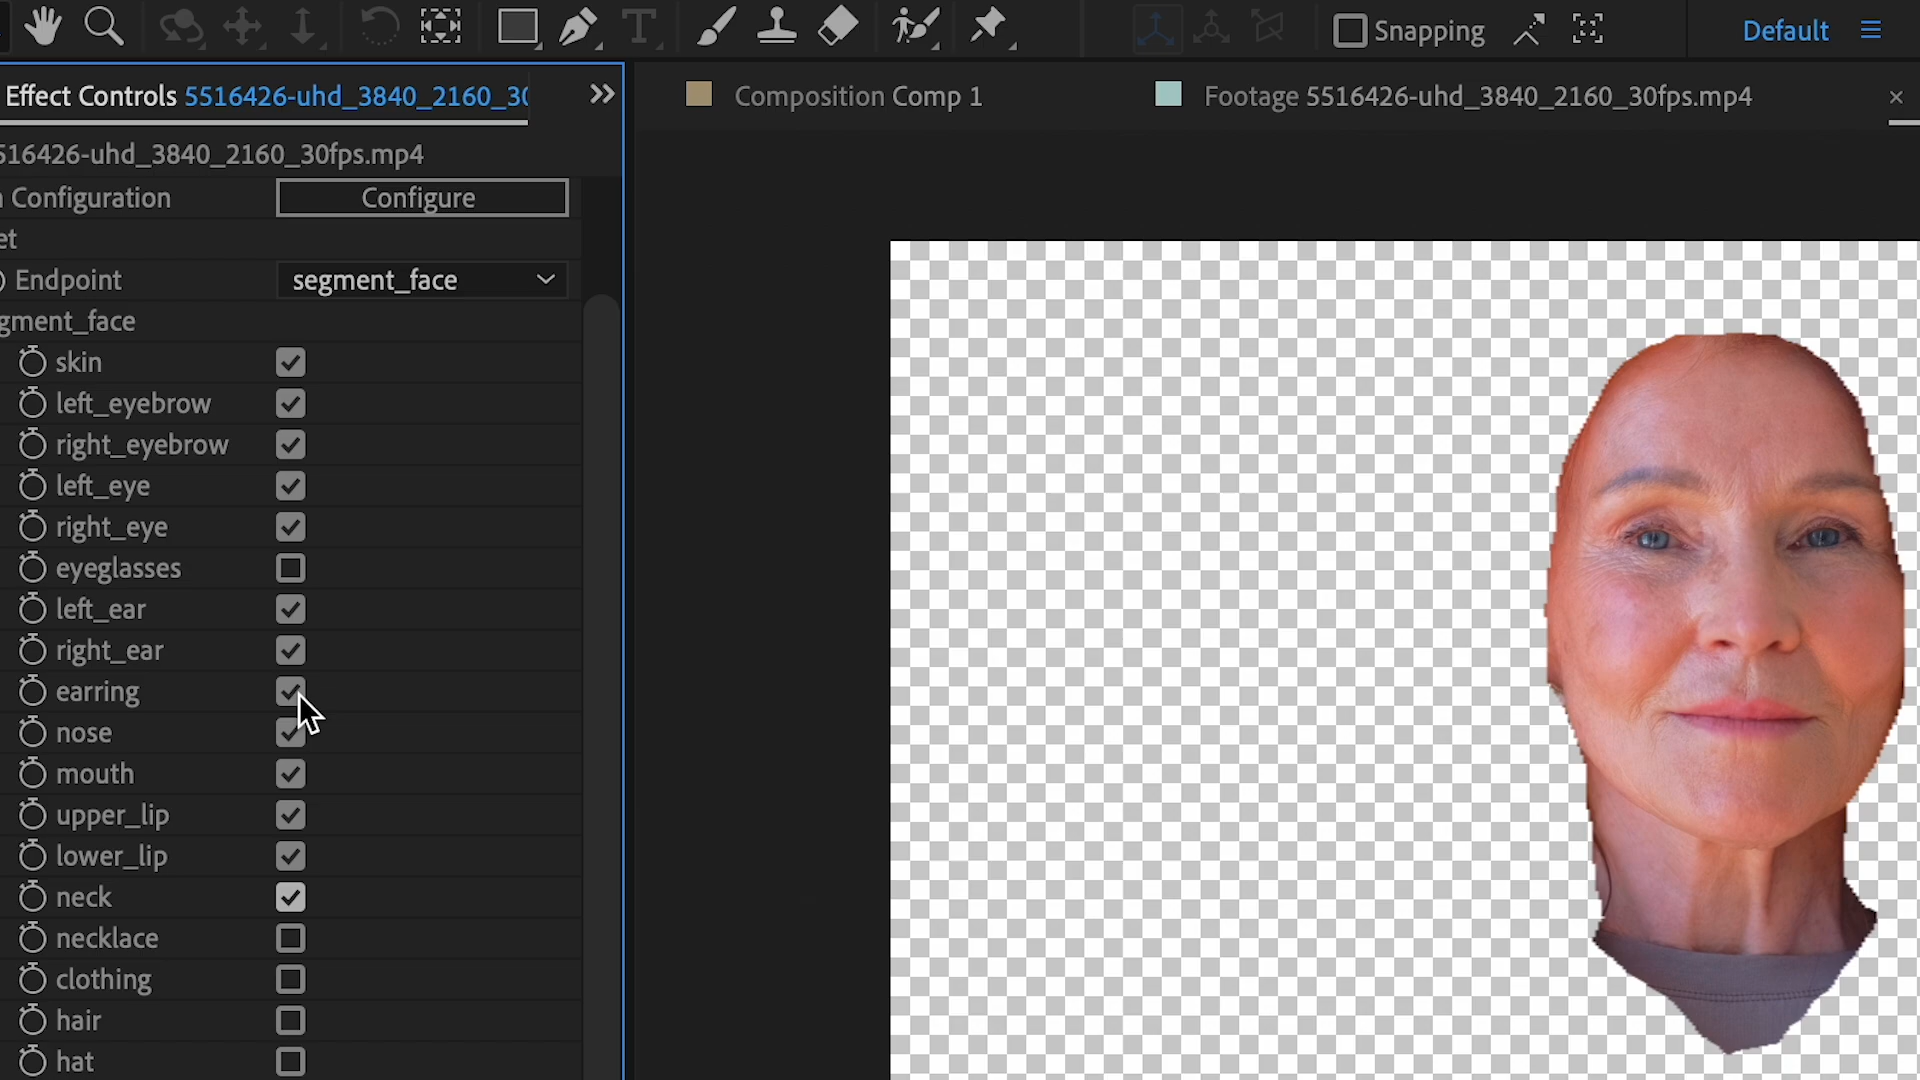 Snapping
Default
Effect Controls 5516426-uhd_3840_2160_30
Composition Comp 1
Footage 5516426-uhd_3840_2160_30fps.mp4
516426-uhd_3840_2160_30fps.mp4
Configuration
Configure
et
Endpoint
segment_face
gment_face
skin
left_eyebrow
right_eyebrow
left_eye
right_eye
eyeglasses
left_ear
right_ear
earring
nose
mouth
upper_lip
lower_lip
neck
necklace
clothing
hair
hat